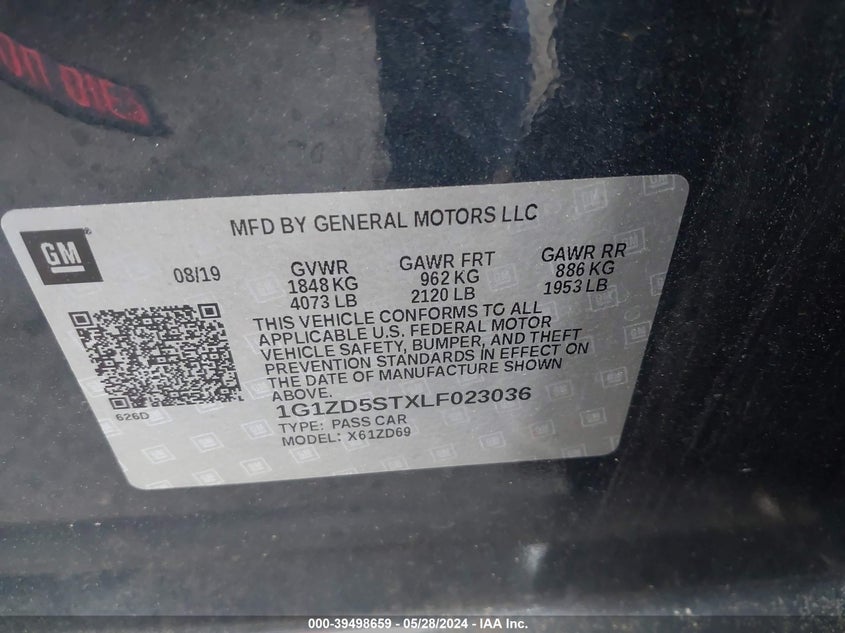 MFD BY GENERAL MOTORS LLC
GM
08/19
GVWR
1848 KG
4073 LB
GAWR FRT
962 KG
2120 LB
GAWR RR
886 KG
1953 LB
THIS VEHICLE CONFORMS TO ALL
APPLICABLE U.S. FEDERAL MOTOR
VEHICLE SAFETY, BUMPER, AND THEFT
PREVENTION STANDARDS IN EFFECT ON
THE DATE OF MANUFACTURE SHOWN
ABOVE.
626D
1G1ZD5STXLF023036
TYPE: PASS CAR
MODEL: X61ZD69
000-39498659 - 05/28/2024 - IAA Inc.